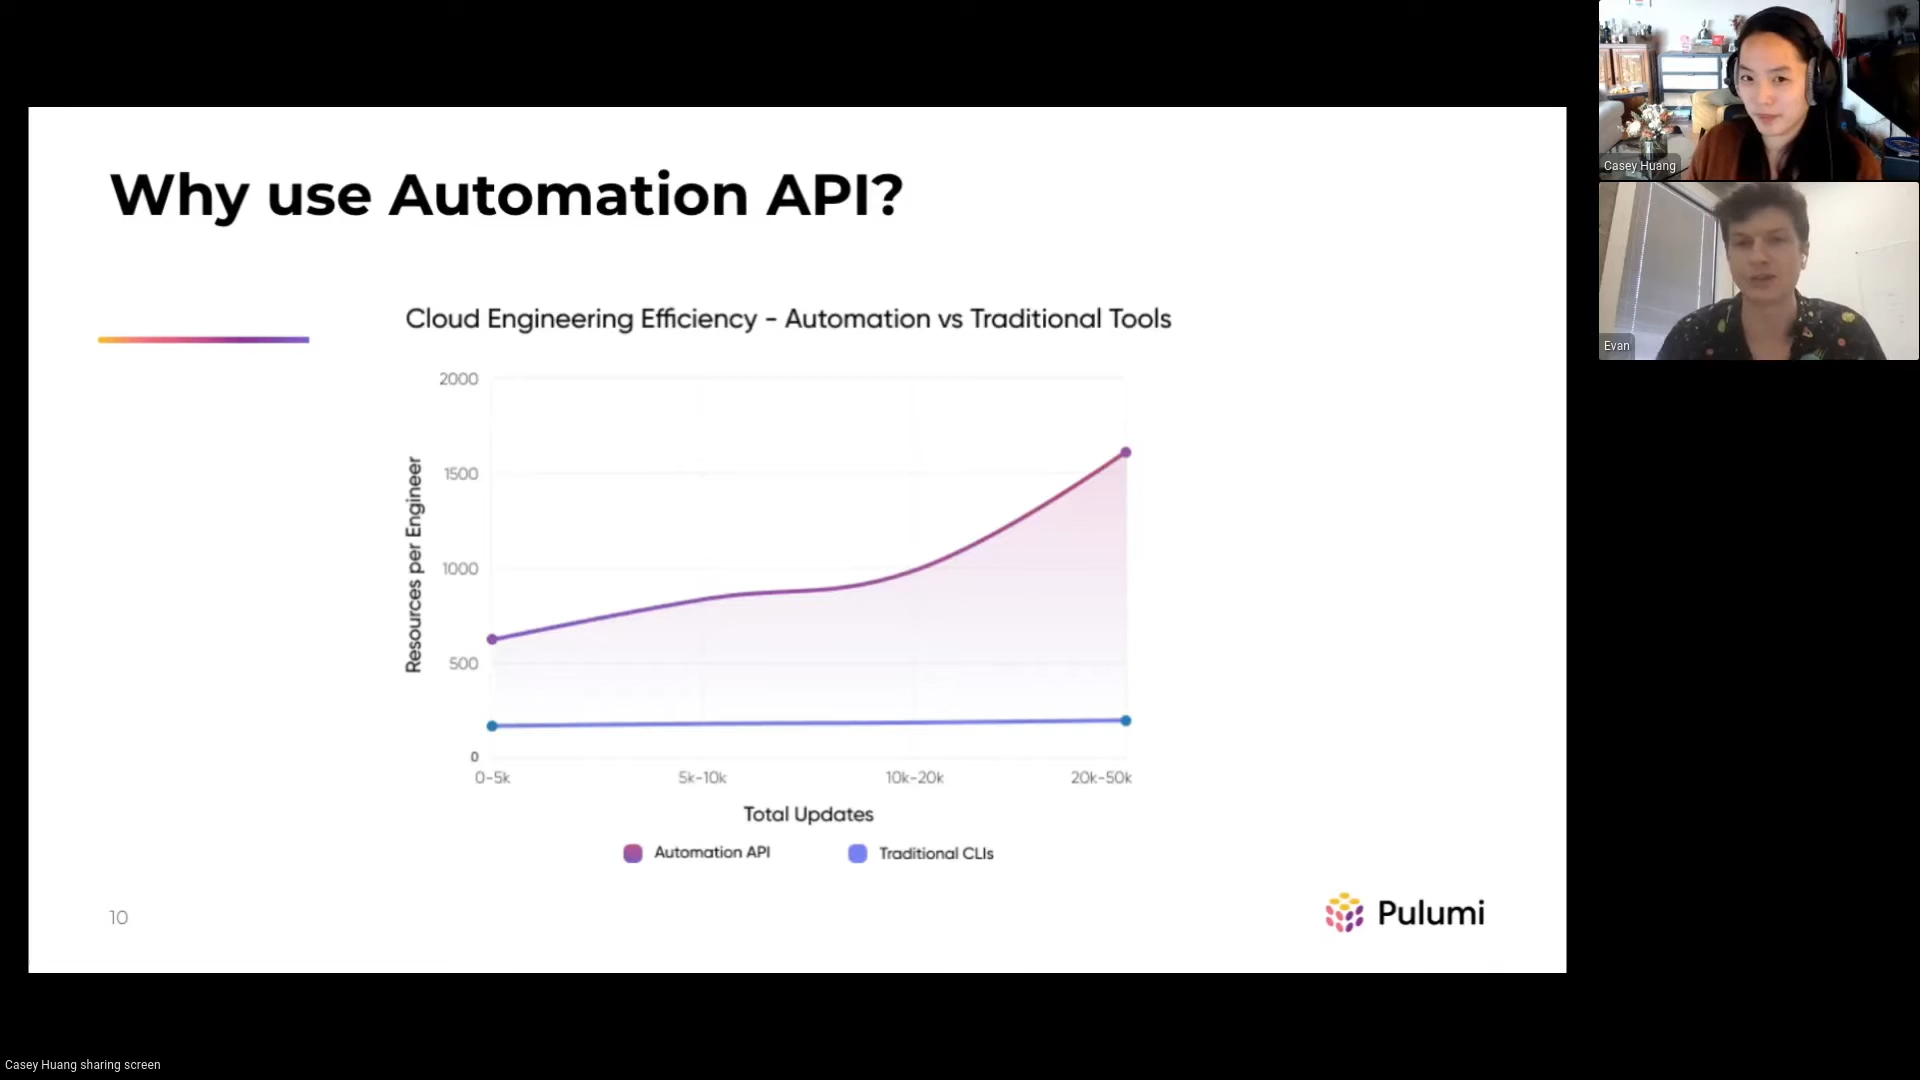 Why use Automation API?
Cloud Engineering Efficiency - Automation vs Traditional Tools
Resources per Engineer
2000
1500
1000
500
0
0-5k
5k-10k
10k-20k
20k-50k
Total Updates
Automation API
Traditional CLIs
10
Pulumi
Casey Huang
Evan
Casey Huang sharing screen